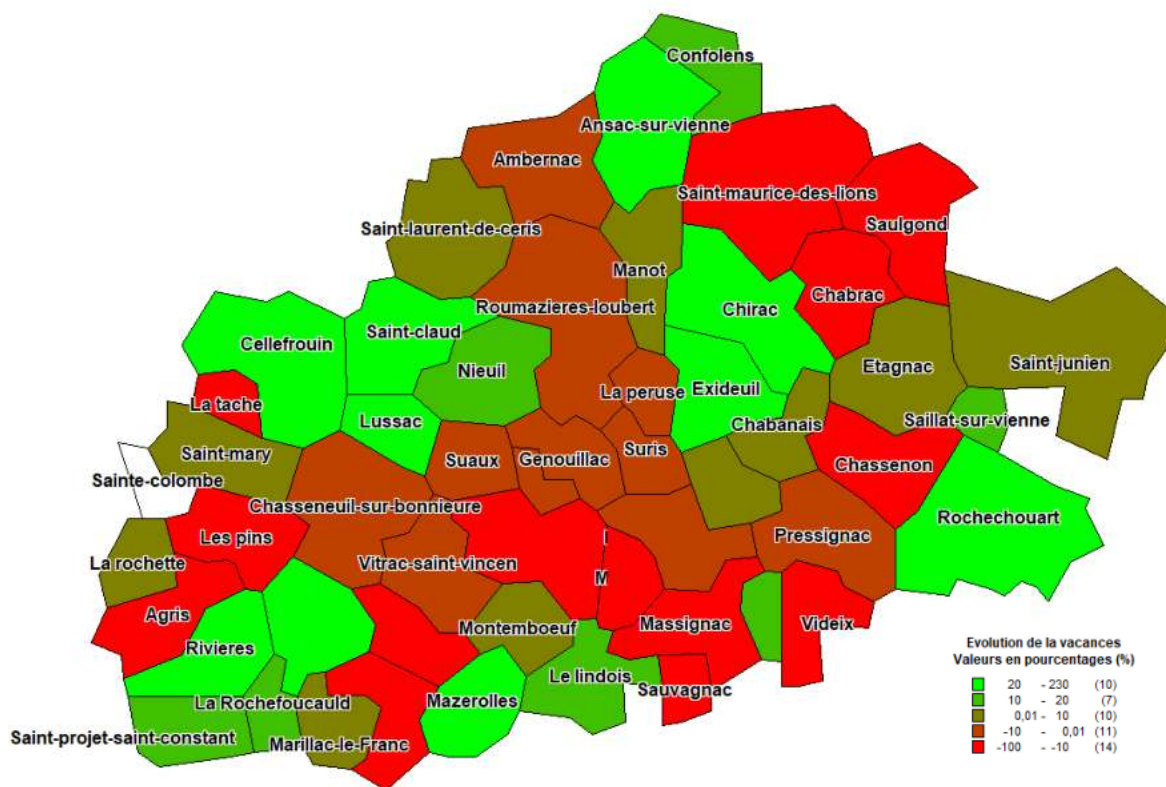 Confolens
Ansac-sur-vienne
Ambernac
Saint-maurice-des-lions
Saulgond
Saint-laurent-de-ceris
Manot
Roumazieres-loubert
Chabrac
Chirac
Saint-claud
Cellefrouin
Saint-junien
Etagnac
Nieuil
La peruse
Exideuil
La tache
Lussac
Saillat-sur-vienne
Chabanais
Saint-mary
Suris
Suaux
Genouillac
Chassenon
Sainte-colombe
Chasseneuil-sur-bonnieure
Rochechouart
Les pins
Pressignac
La rochette
Vitrac-saint-vincen
M
Agris
Massignac
Videix
Montemboeuf
Rivieres
Le lindois
Sauvagnac
La Rochefoucauld
Mazerolles
Saint-projet-saint-constant
Marillac-le-Franc
Evolution de la vacances
Valeurs en pourcentages (%)
20 - 230 (10)
10 - 20 (7)
0,01 - 10 (10)
-10 - 0,01 (11)
-100 - -10 (14)